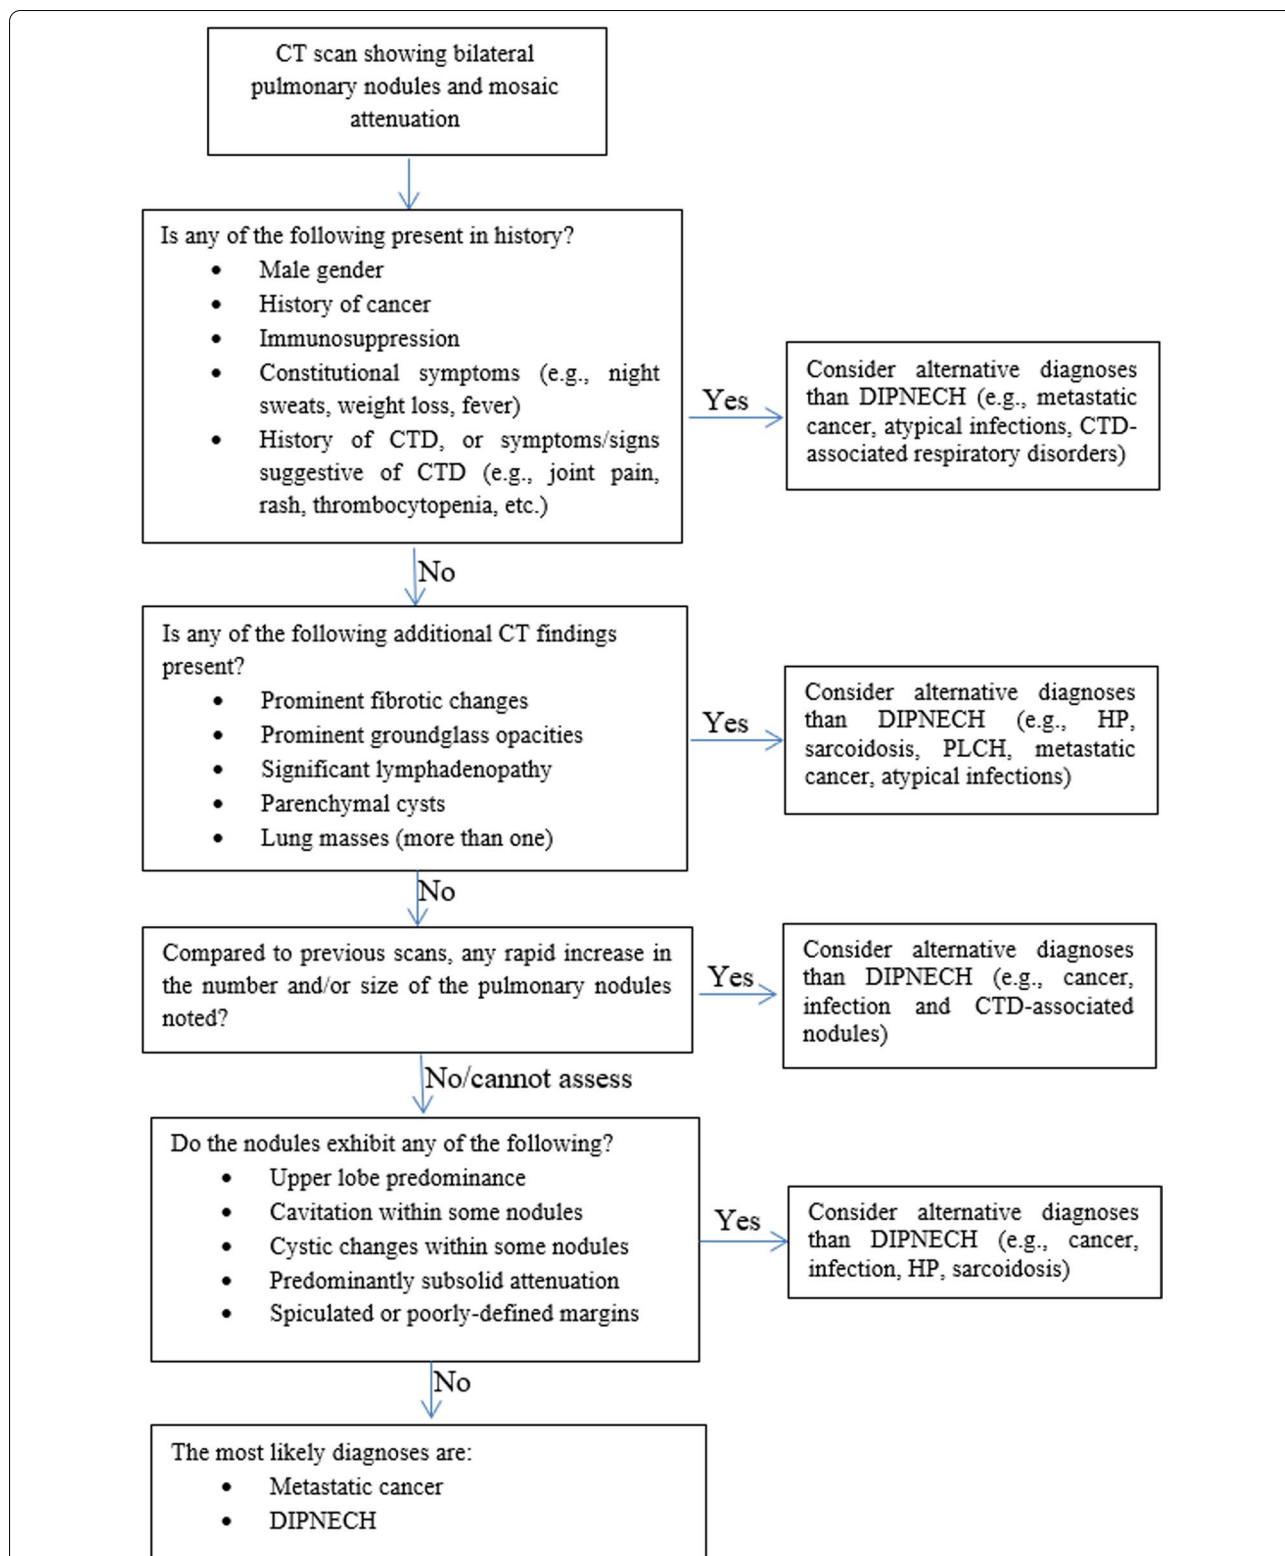 CT scan showing bilateral
pulmonary nodules and mosaic
attenuation
Is any of the following present in history?
• Male gender
• History of cancer
• Immunosuppression
• Constitutional symptoms (e.g., night
sweats, weight loss, fever)
• History of CTD, or symptoms/signs
suggestive of CTD (e.g., joint pain,
rash, thrombocytopenia, etc.)
Yes
Consider alternative diagnoses
than DIPNECH (e.g., metastatic
cancer, atypical infections, CTD-
associated respiratory disorders)
No
Is any of the following additional CT findings
present?
• Prominent fibrotic changes
• Prominent groundglass opacities
• Significant lymphadenopathy
• Parenchymal cysts
• Lung masses (more than one)
Yes
Consider alternative diagnoses
than DIPNECH (e.g., HP,
sarcoidosis, PLCH, metastatic
cancer, atypical infections)
No
Compared to previous scans, any rapid increase in
the number and/or size of the pulmonary nodules
noted?
Yes
Consider alternative diagnoses
than DIPNECH (e.g., cancer,
infection and CTD-associated
nodules)
No/cannot assess
Do the nodules exhibit any of the following?
• Upper lobe predominance
• Cavitation within some nodules
• Cystic changes within some nodules
• Predominantly subsolid attenuation
• Spiculated or poorly-defined margins
Yes
Consider alternative diagnoses
than DIPNECH (e.g., cancer,
infection, HP, sarcoidosis)
No
The most likely diagnoses are:
• Metastatic cancer
• DIPNECH